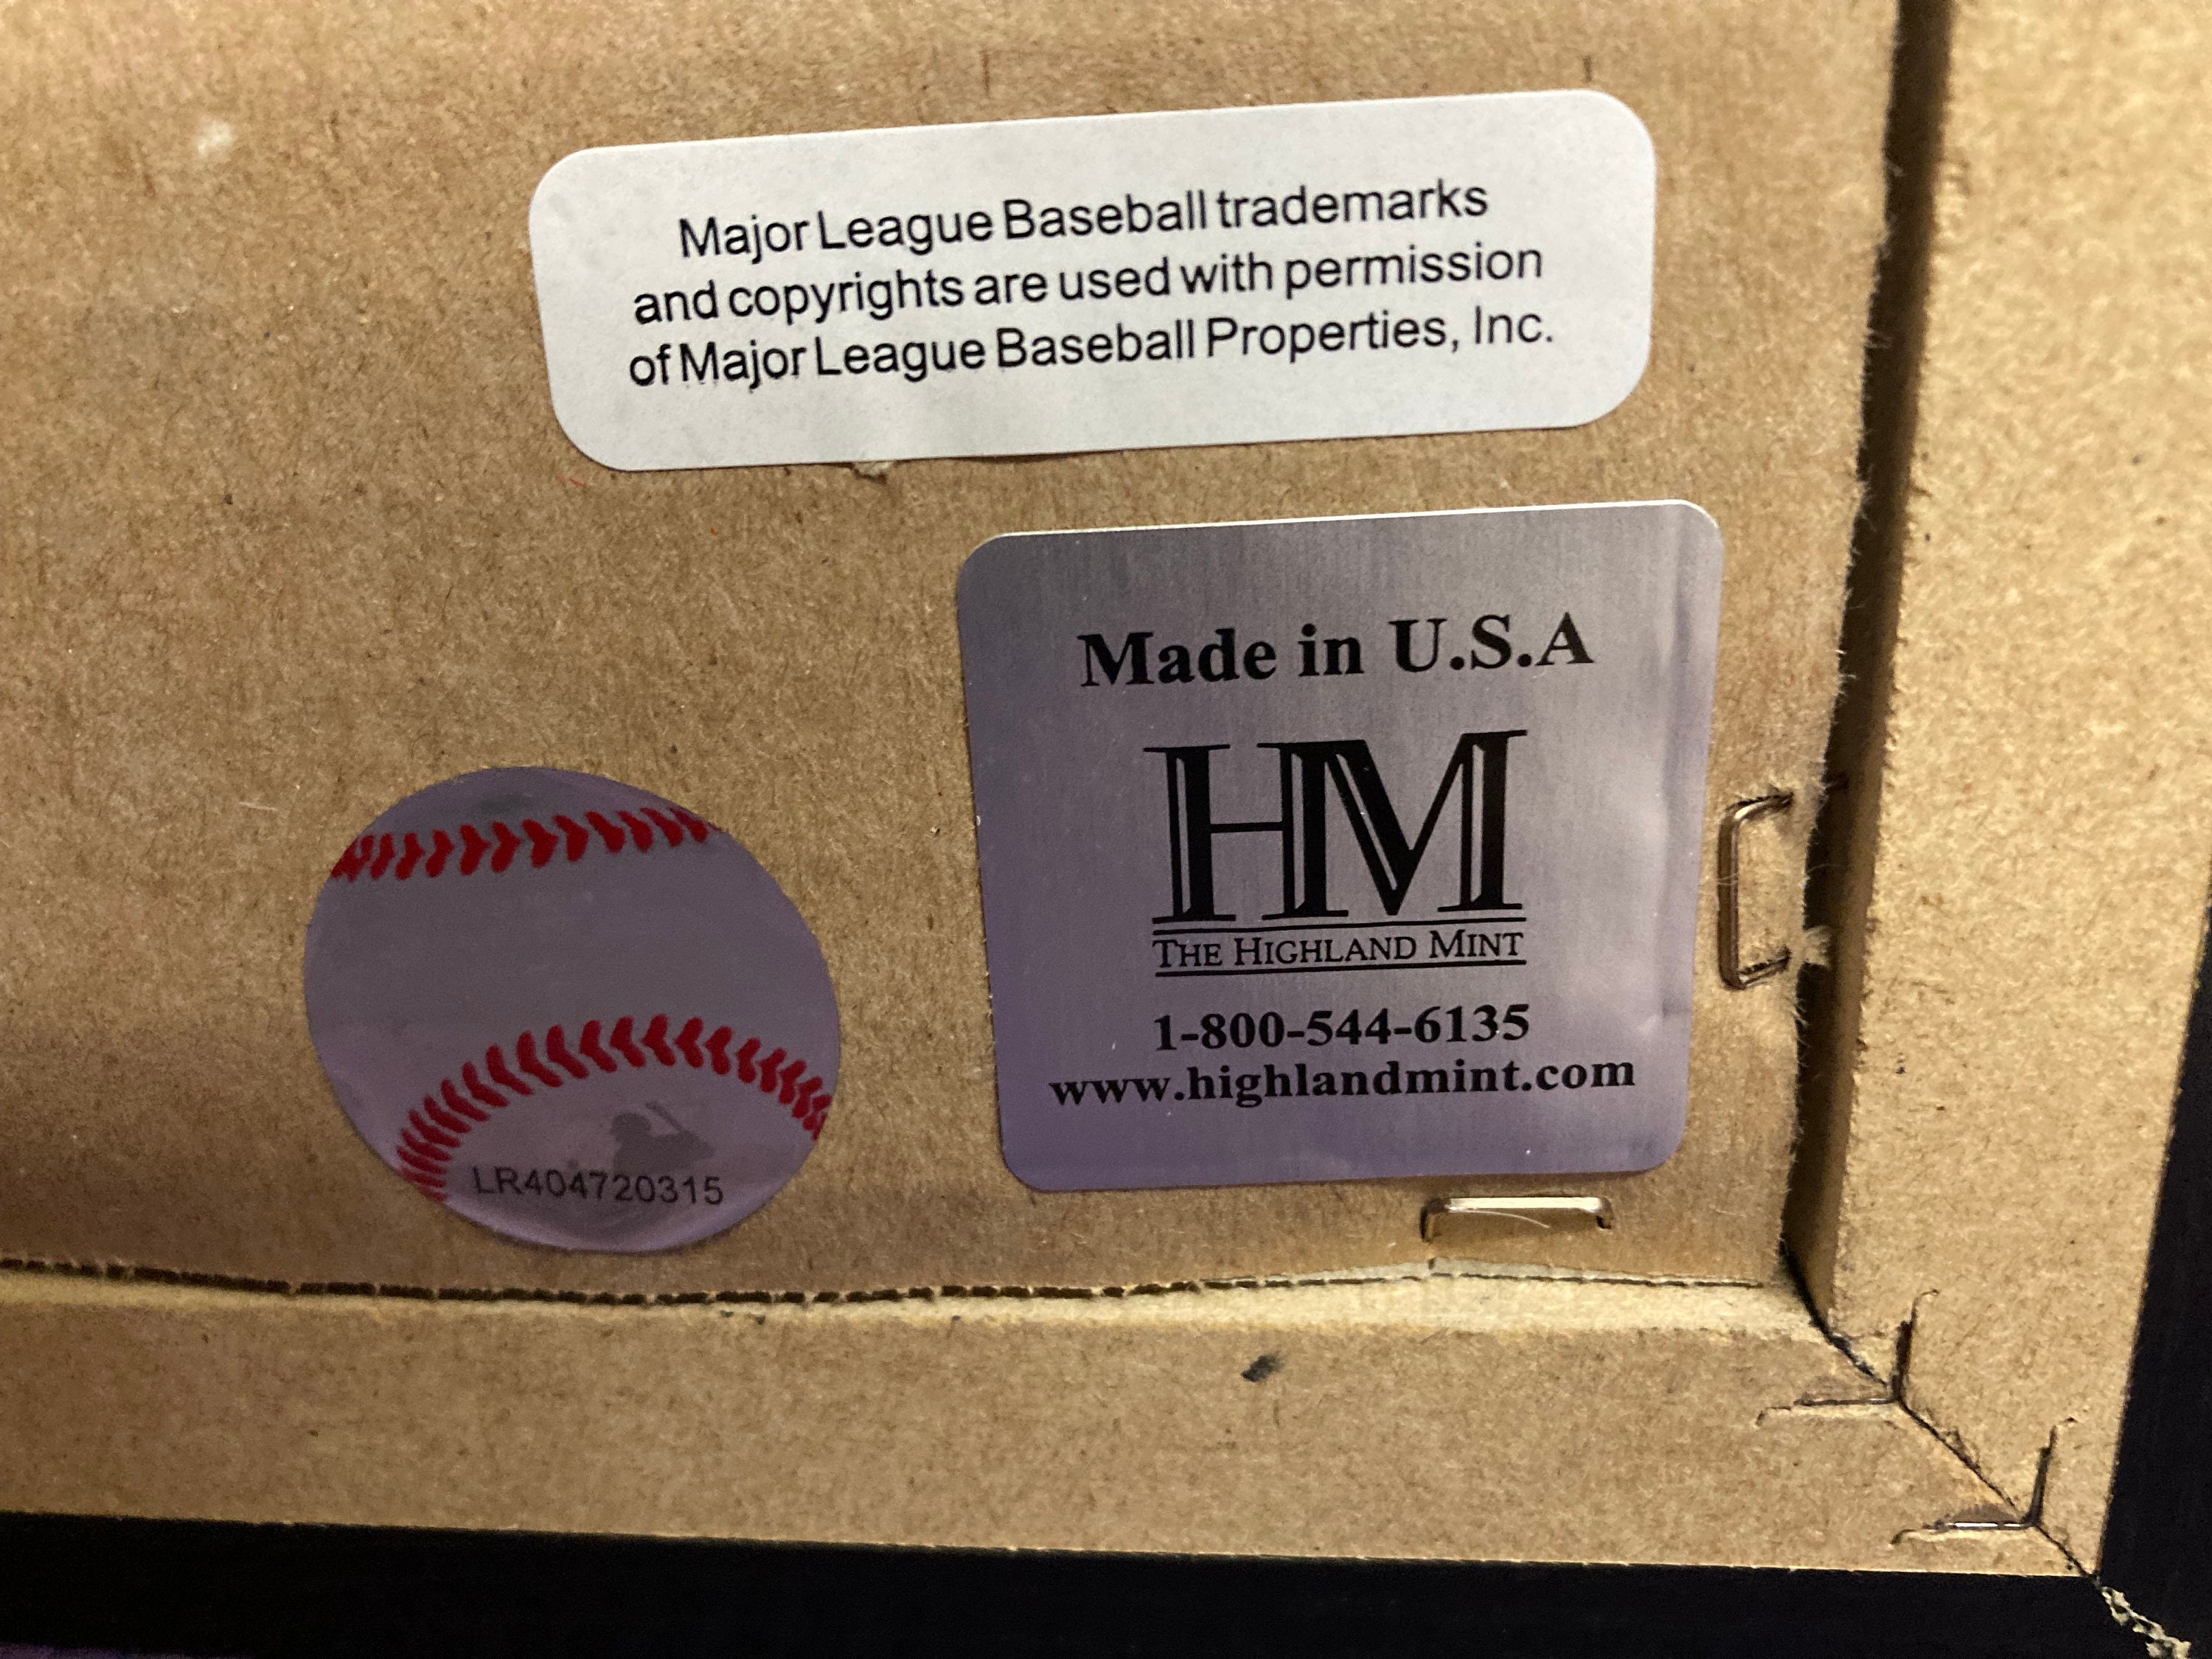 Major League Baseball trademarks
and copyrights are used with permission
of Major League Baseball Properties, Inc.
Made in U.S.A
HM
THE HIGHLAND MINT
1-800-544-6135
www.highlandmint.com
LR404720315